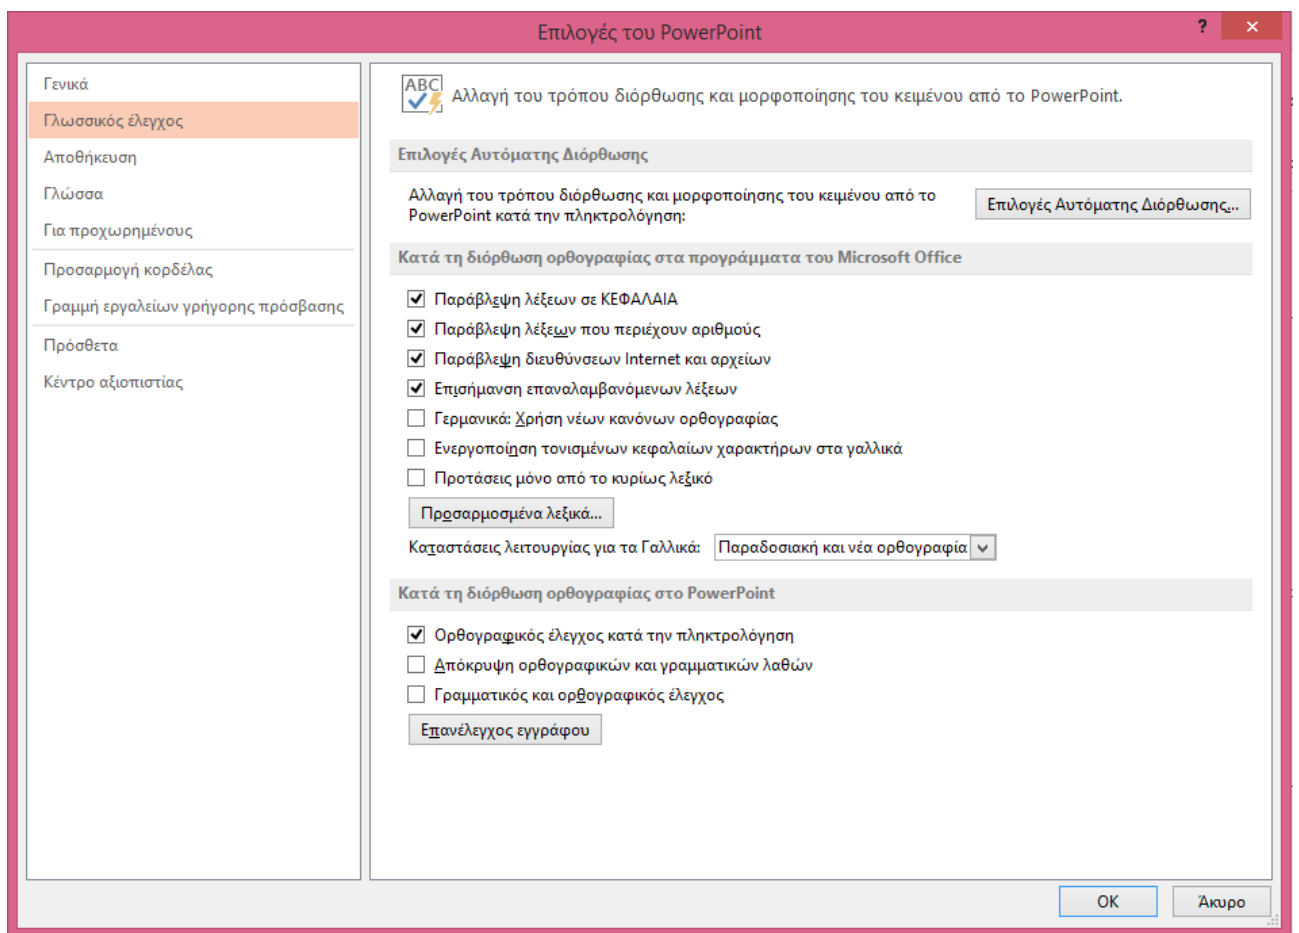 Επιλογές του PowerPoint
?
Γενικά
Γλωσσικός έλεγχος
Αποθήκευση
Γλώσσα
Για προχωρημένους
Προσαρμογή κορδέλας
Γραμμή εργαλείων γρήγορης πρόσβασης
Πρόσθετα
Κέντρο αξιοπιστίας
ABC
Αλλαγή του τρόπου διόρθωσης και μορφοποίησης του κειμένου από το PowerPoint.
Επιλογές Αυτόματης Διόρθωσης
Αλλαγή του τρόπου διόρθωσης και μορφοποίησης του κειμένου από το
PowerPoint κατά την πληκτρολόγηση:
Επιλογές Αυτόματης Διόρθωσης...
Κατά τη διόρθωση ορθογραφίας στα προγράμματα του Microsoft Office
Παράβλεψη λέξεων σε ΚΕΦΑΛΑΙΑ
Παράβλεψη λέξεων που περιέχουν αριθμούς
Παράβλεψη διευθύνσεων Internet και αρχείων
Επισήμανση επαναλαμβανόμενων λέξεων
Γερμανικά: Χρήση νέων κανόνων ορθογραφίας
Ενεργοποίηση τονισμένων κεφαλαίων χαρακτήρων στα γαλλικά
Προτάσεις μόνο από το κυρίως λεξικό
Προσαρμοσμένα λεξικά...
Καταστάσεις λειτουργίας για τα Γαλλικά: Παραδοσιακή και νέα ορθογραφία
Κατά τη διόρθωση ορθογραφίας στο PowerPoint
Ορθογραφικός έλεγχος κατά την πληκτρολόγηση
Απόκρυψη ορθογραφικών και γραμματικών λαθών
Γραμματικός και ορθογραφικός έλεγχος
Επανέλεγχος εγγράφου
OK
Άκυρο